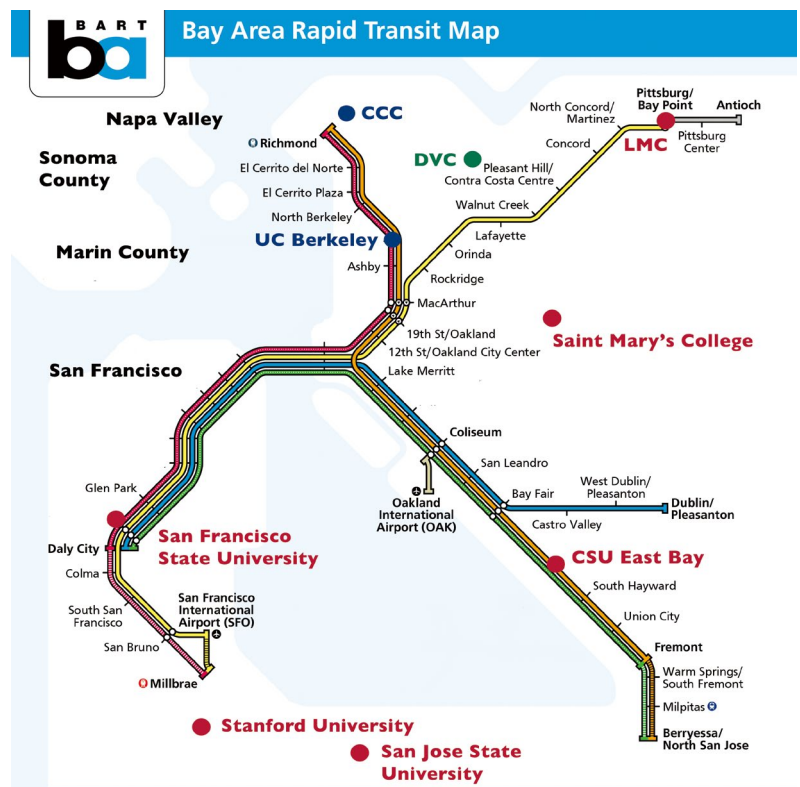 BART
ba
Bay Area Rapid Transit Map
Napa Valley
CCC
North Concord/
Martinez
Pittsburg/
Bay Point
Antioch
Pittsburg
Center
LMC
Concord
Richmond
Sonoma
County
El Cerrito del Norte
DVC
Pleasant Hill/
Contra Costa Centre
El Cerrito Plaza
Walnut Creek
North Berkeley
Lafayette
UC Berkeley
Marin County
Orinda
Ashby
Rockridge
MacArthur
19th St/Oakland
Saint Mary's College
12th St/Oakland City Center
San Francisco
Lake Merritt
Coliseum
San Leandro
Glen Park
West Dublin/
Pleasanton
Bay Fair
Oakland
International
Airport (OAK)
Dublin/
Pleasanton
Castro Valley
San Francisco
State University
Daly City
CSU East Bay
Colma
South Hayward
South San
Francisco
San Francisco
International
Airport (SFO)
Union City
San Bruno
Fremont
Warm Springs/
South Fremont
Millbrae
Milpitas
Stanford University
Berryessa/
North San Jose
San Jose State
University